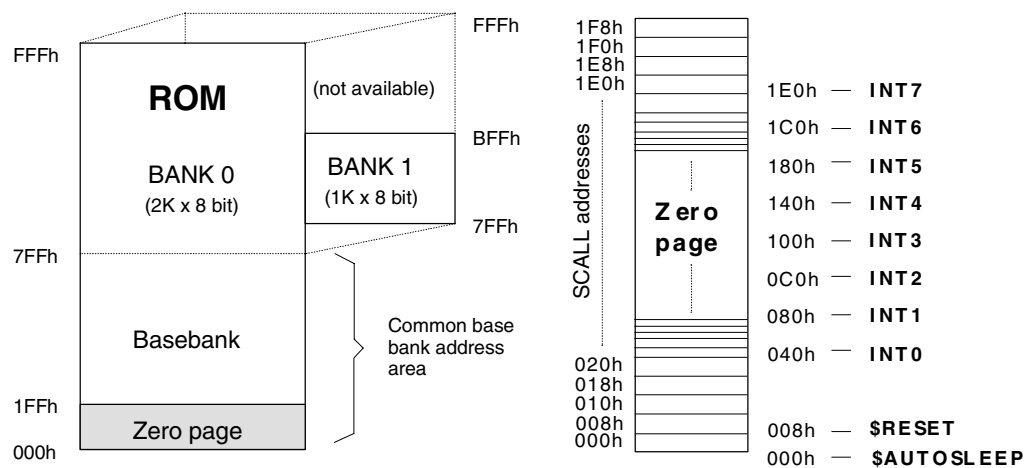 FFFh
FFFh
ROM
(not available)
BFFh
BANK 0
(2K x 8 bit)
BANK 1
(1K x 8 bit)
7FFh
7FFh
Basebank
Common base
bank address
area
1FFh
Zero page
000h
1F8h
1F0h
1E8h
1E0h
SCALL addresses
020h
018h
010h
008h
000h
Zero
page
1E0h — INT7
1C0h — INT6
180h — INT5
140h — INT4
100h — INT3
0C0h — INT2
080h — INT1
040h — INT0
008h — $RESET
000h — $AUTOSLEEP